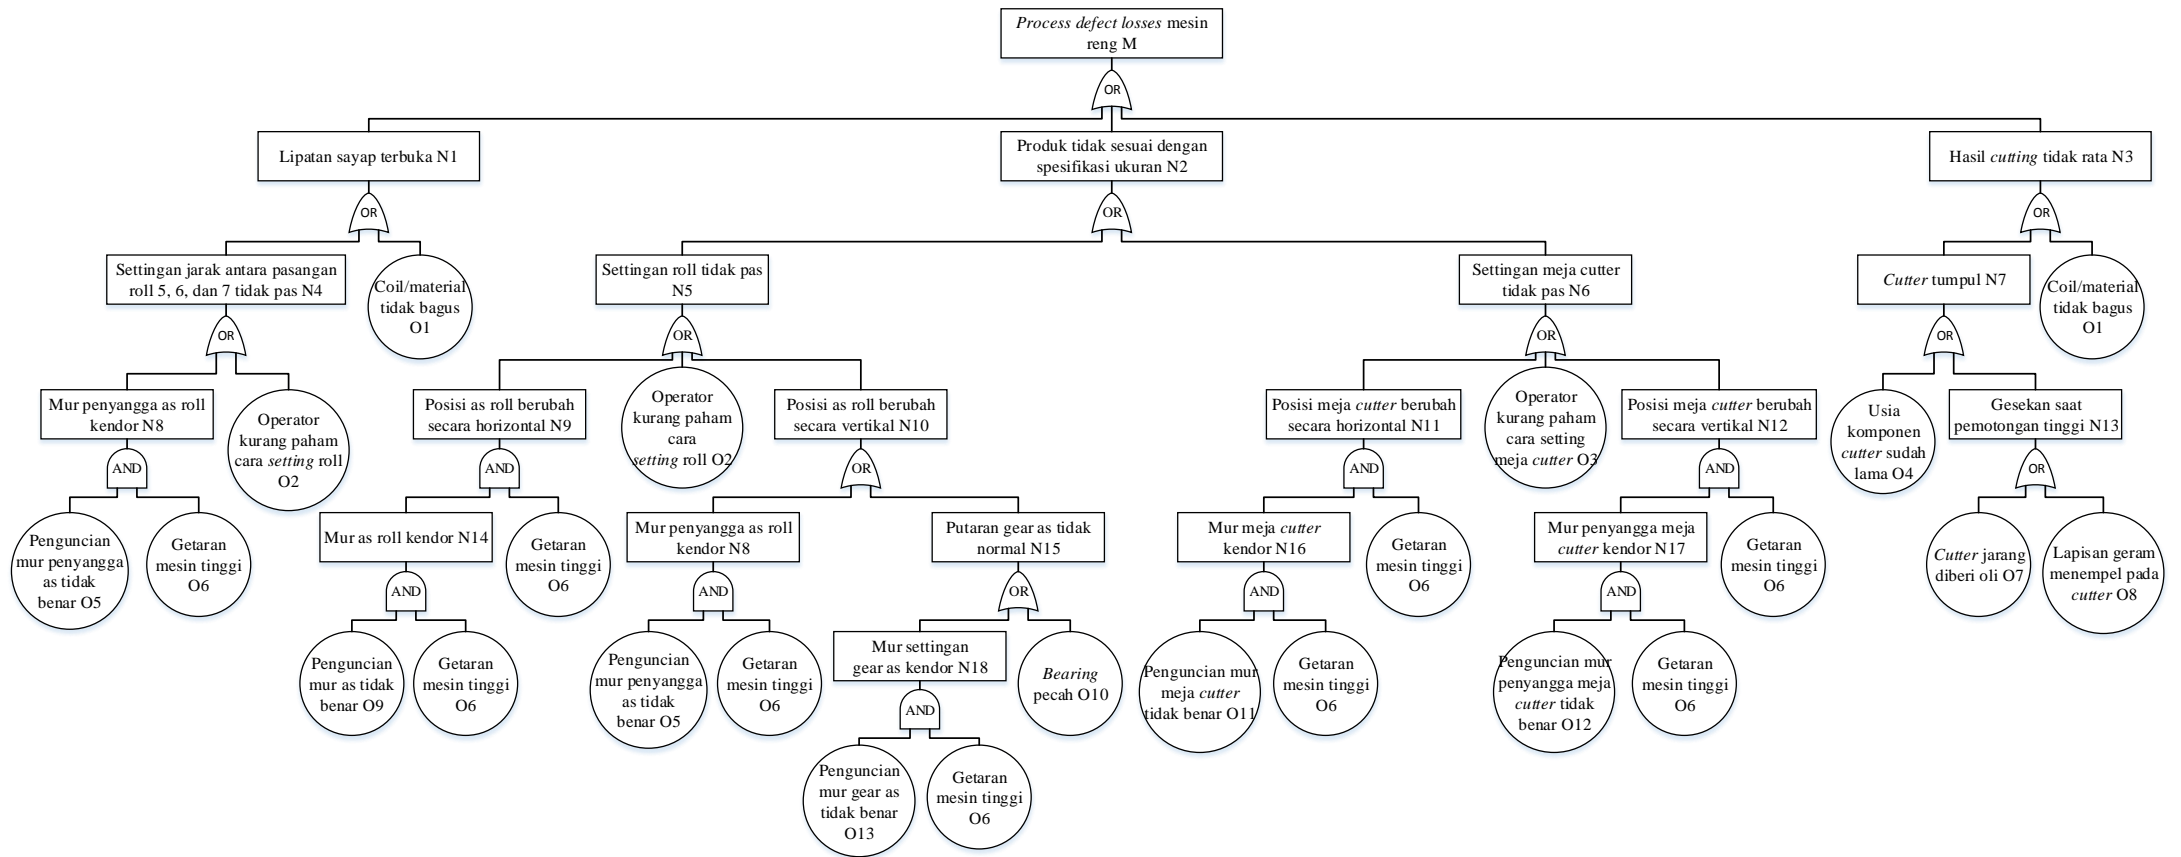 Process defect losses mesin
reng M
OR
Lipatan sayap terbuka N1
Produk tidak sesuai dengan
spesifikasi ukuran N2
Hasil cutting tidak rata N3
OR
OR
OR
Settingan jarak antara pasangan
roll 5, 6, dan 7 tidak pas N4
Coil/material
tidak bagus
O1
Settingan roll tidak pas
N5
Settingan meja cutter
tidak pas N6
Cutter tumpul N7
Coil/material
tidak bagus
O1
OR
OR
OR
OR
Mur penyangga as roll
kendor N8
Operator
kurang paham
cara setting roll
O2
Posisi as roll berubah
secara horizontal N9
Operator
kurang paham
cara
setting roll O2
Posisi as roll berubah
secara vertikal N10
Posisi meja cutter berubah
secara horizontal N11
Operator
kurang paham
cara setting
meja cutter O3
Posisi meja cutter berubah
secara vertikal N12
Usia
komponen
cutter sudah
lama O4
Gesekan saat
pemotongan tinggi N13
AND
AND
OR
AND
AND
OR
Penguncian
mur penyangga
as tidak
benar O5
Getaran
mesin tinggi
O6
Mur as roll kendor N14
Getaran
mesin tinggi
O6
Mur penyangga as roll
kendor N8
Putaran gear as tidak
normal N15
Mur meja cutter
kendor N16
Getaran
mesin tinggi
O6
Mur penyangga meja
cutter kendor N17
Getaran
mesin tinggi
O6
Cutter jarang
diberi oli O7
Lapisan geram
menempel pada
cutter O8
AND
AND
OR
AND
AND
Penguncian
mur as tidak
benar O9
Getaran
mesin tinggi
O6
Penguncian
mur penyangga
as tidak
benar O5
Getaran
mesin tinggi
O6
Mur settingan
gear as kendor N18
Bearing
pecah O10
Penguncian mur
meja cutter
tidak benar O11
Getaran
mesin tinggi
O6
Penguncian mur
penyangga meja
cutter tidak
benar O12
Getaran
mesin tinggi
O6
AND
Penguncian
mur gear as
tidak benar
O13
Getaran
mesin tinggi
O6